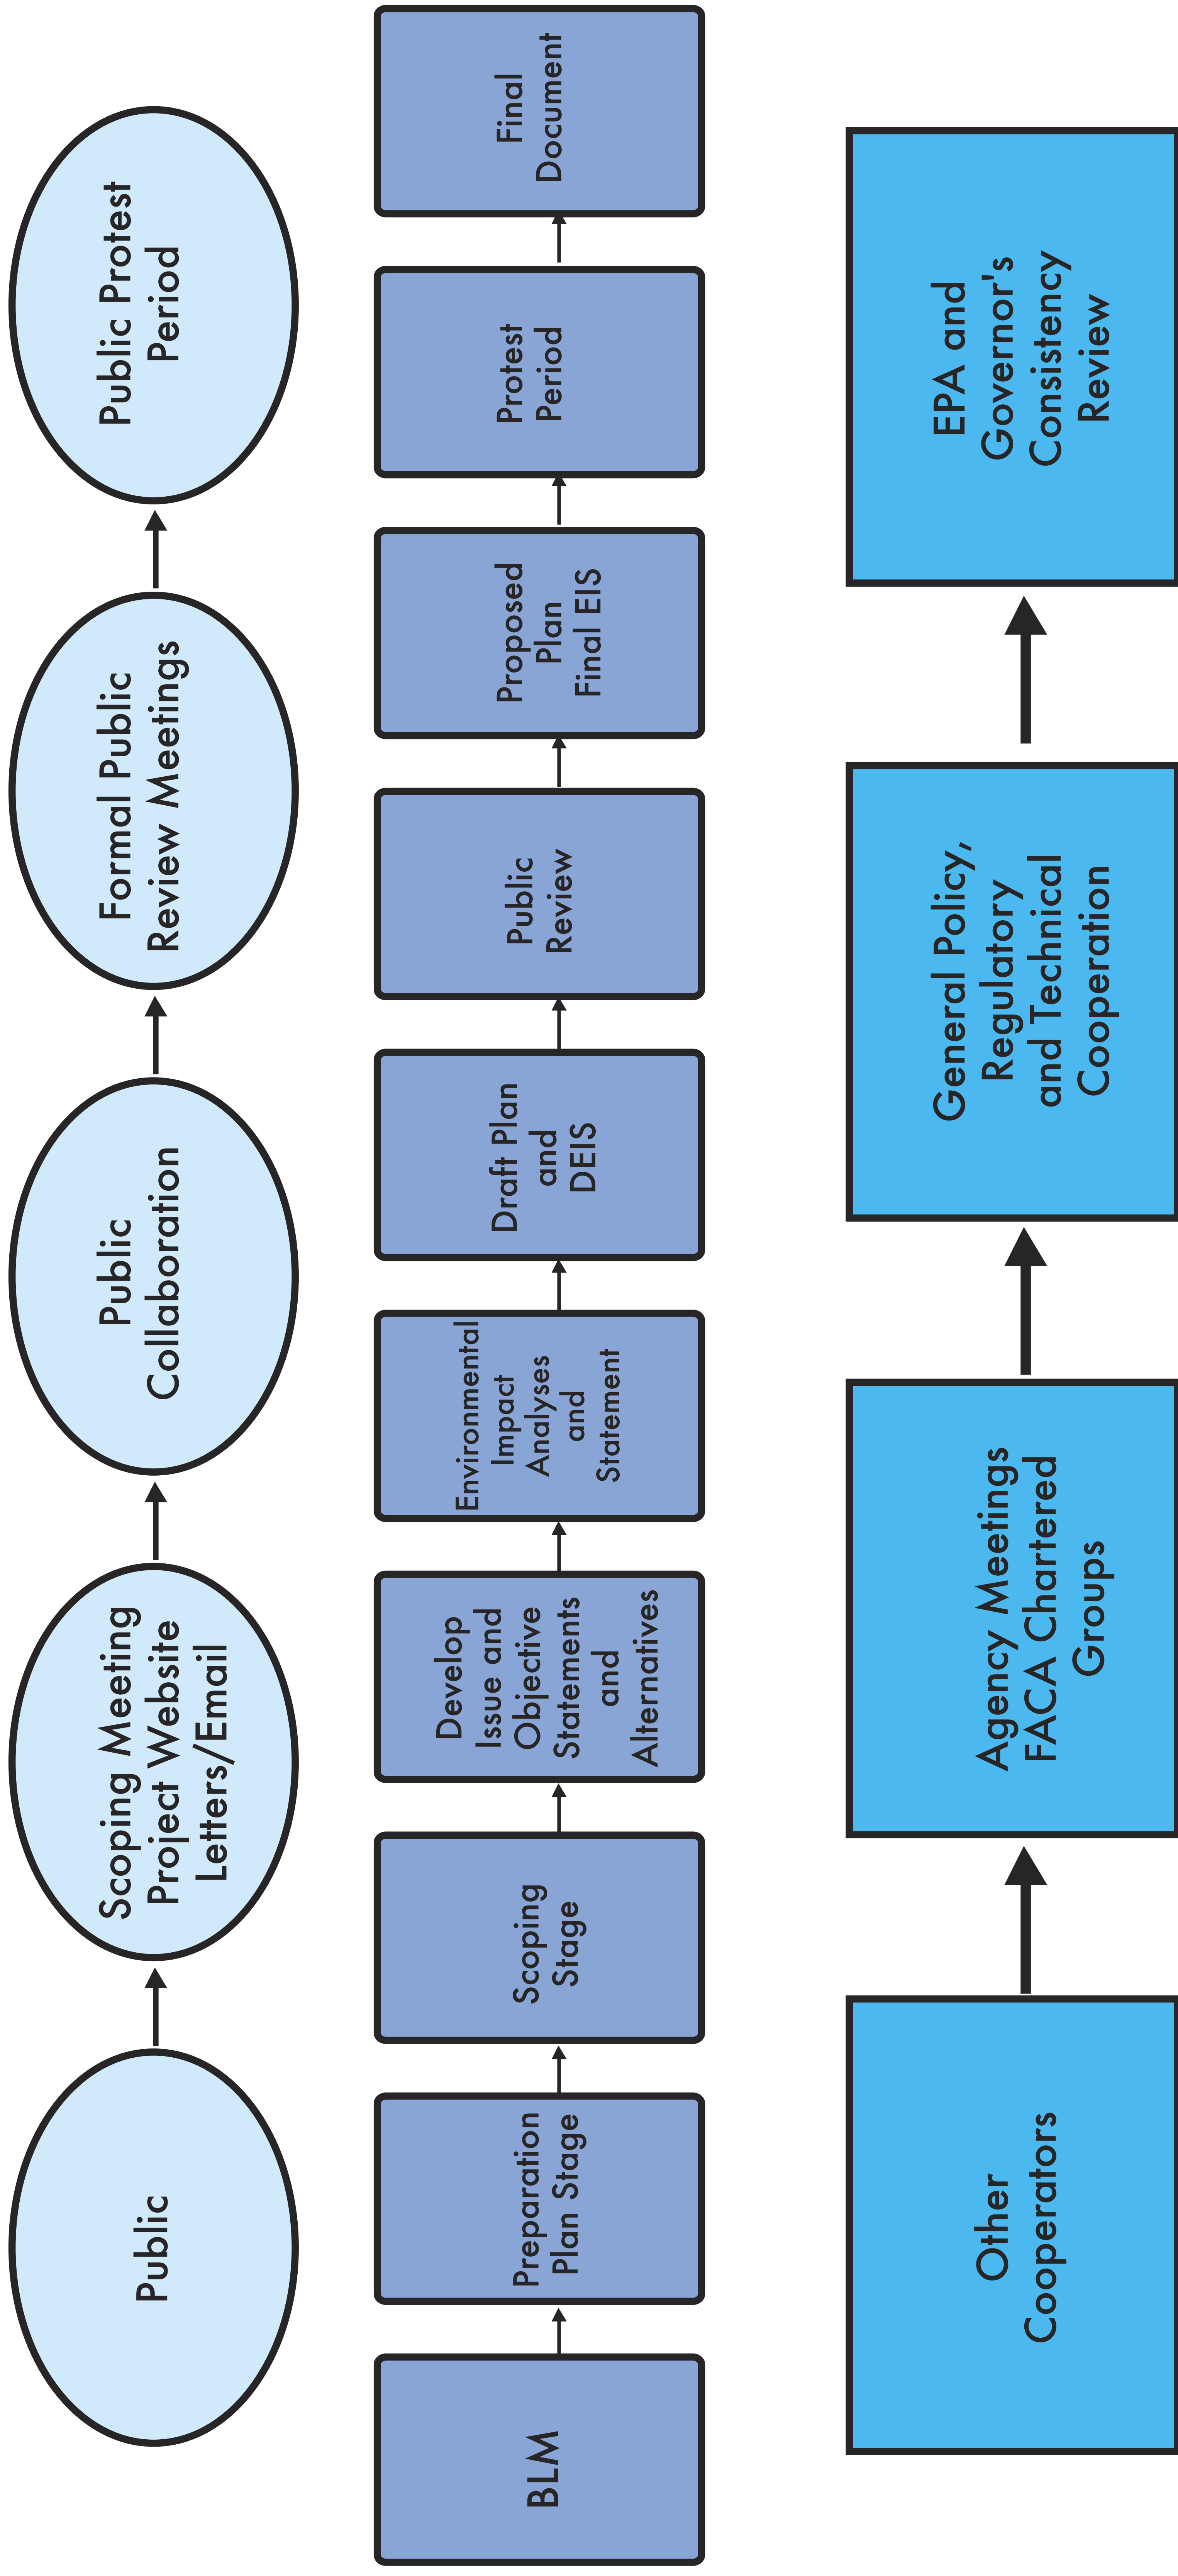 Public
Scoping Meeting
Project Website
Letters/Email
Public
Collaboration
Formal Public
Review Meetings
Public Protest
Period
BLM
Preparation
Plan Stage
Scoping
Stage
Develop
Issue and
Objective
Statements
and
Alternatives
Environmental
Impact
Analyses
and
Statement
Draft Plan
and
DEIS
Public
Review
Proposed
Plan
Final EIS
Protest
Period
Final
Document
Other
Cooperators
Agency Meetings
FACA Chartered
Groups
General Policy,
Regulatory
and Technical
Cooperation
EPA and
Governor's
Consistency
Review